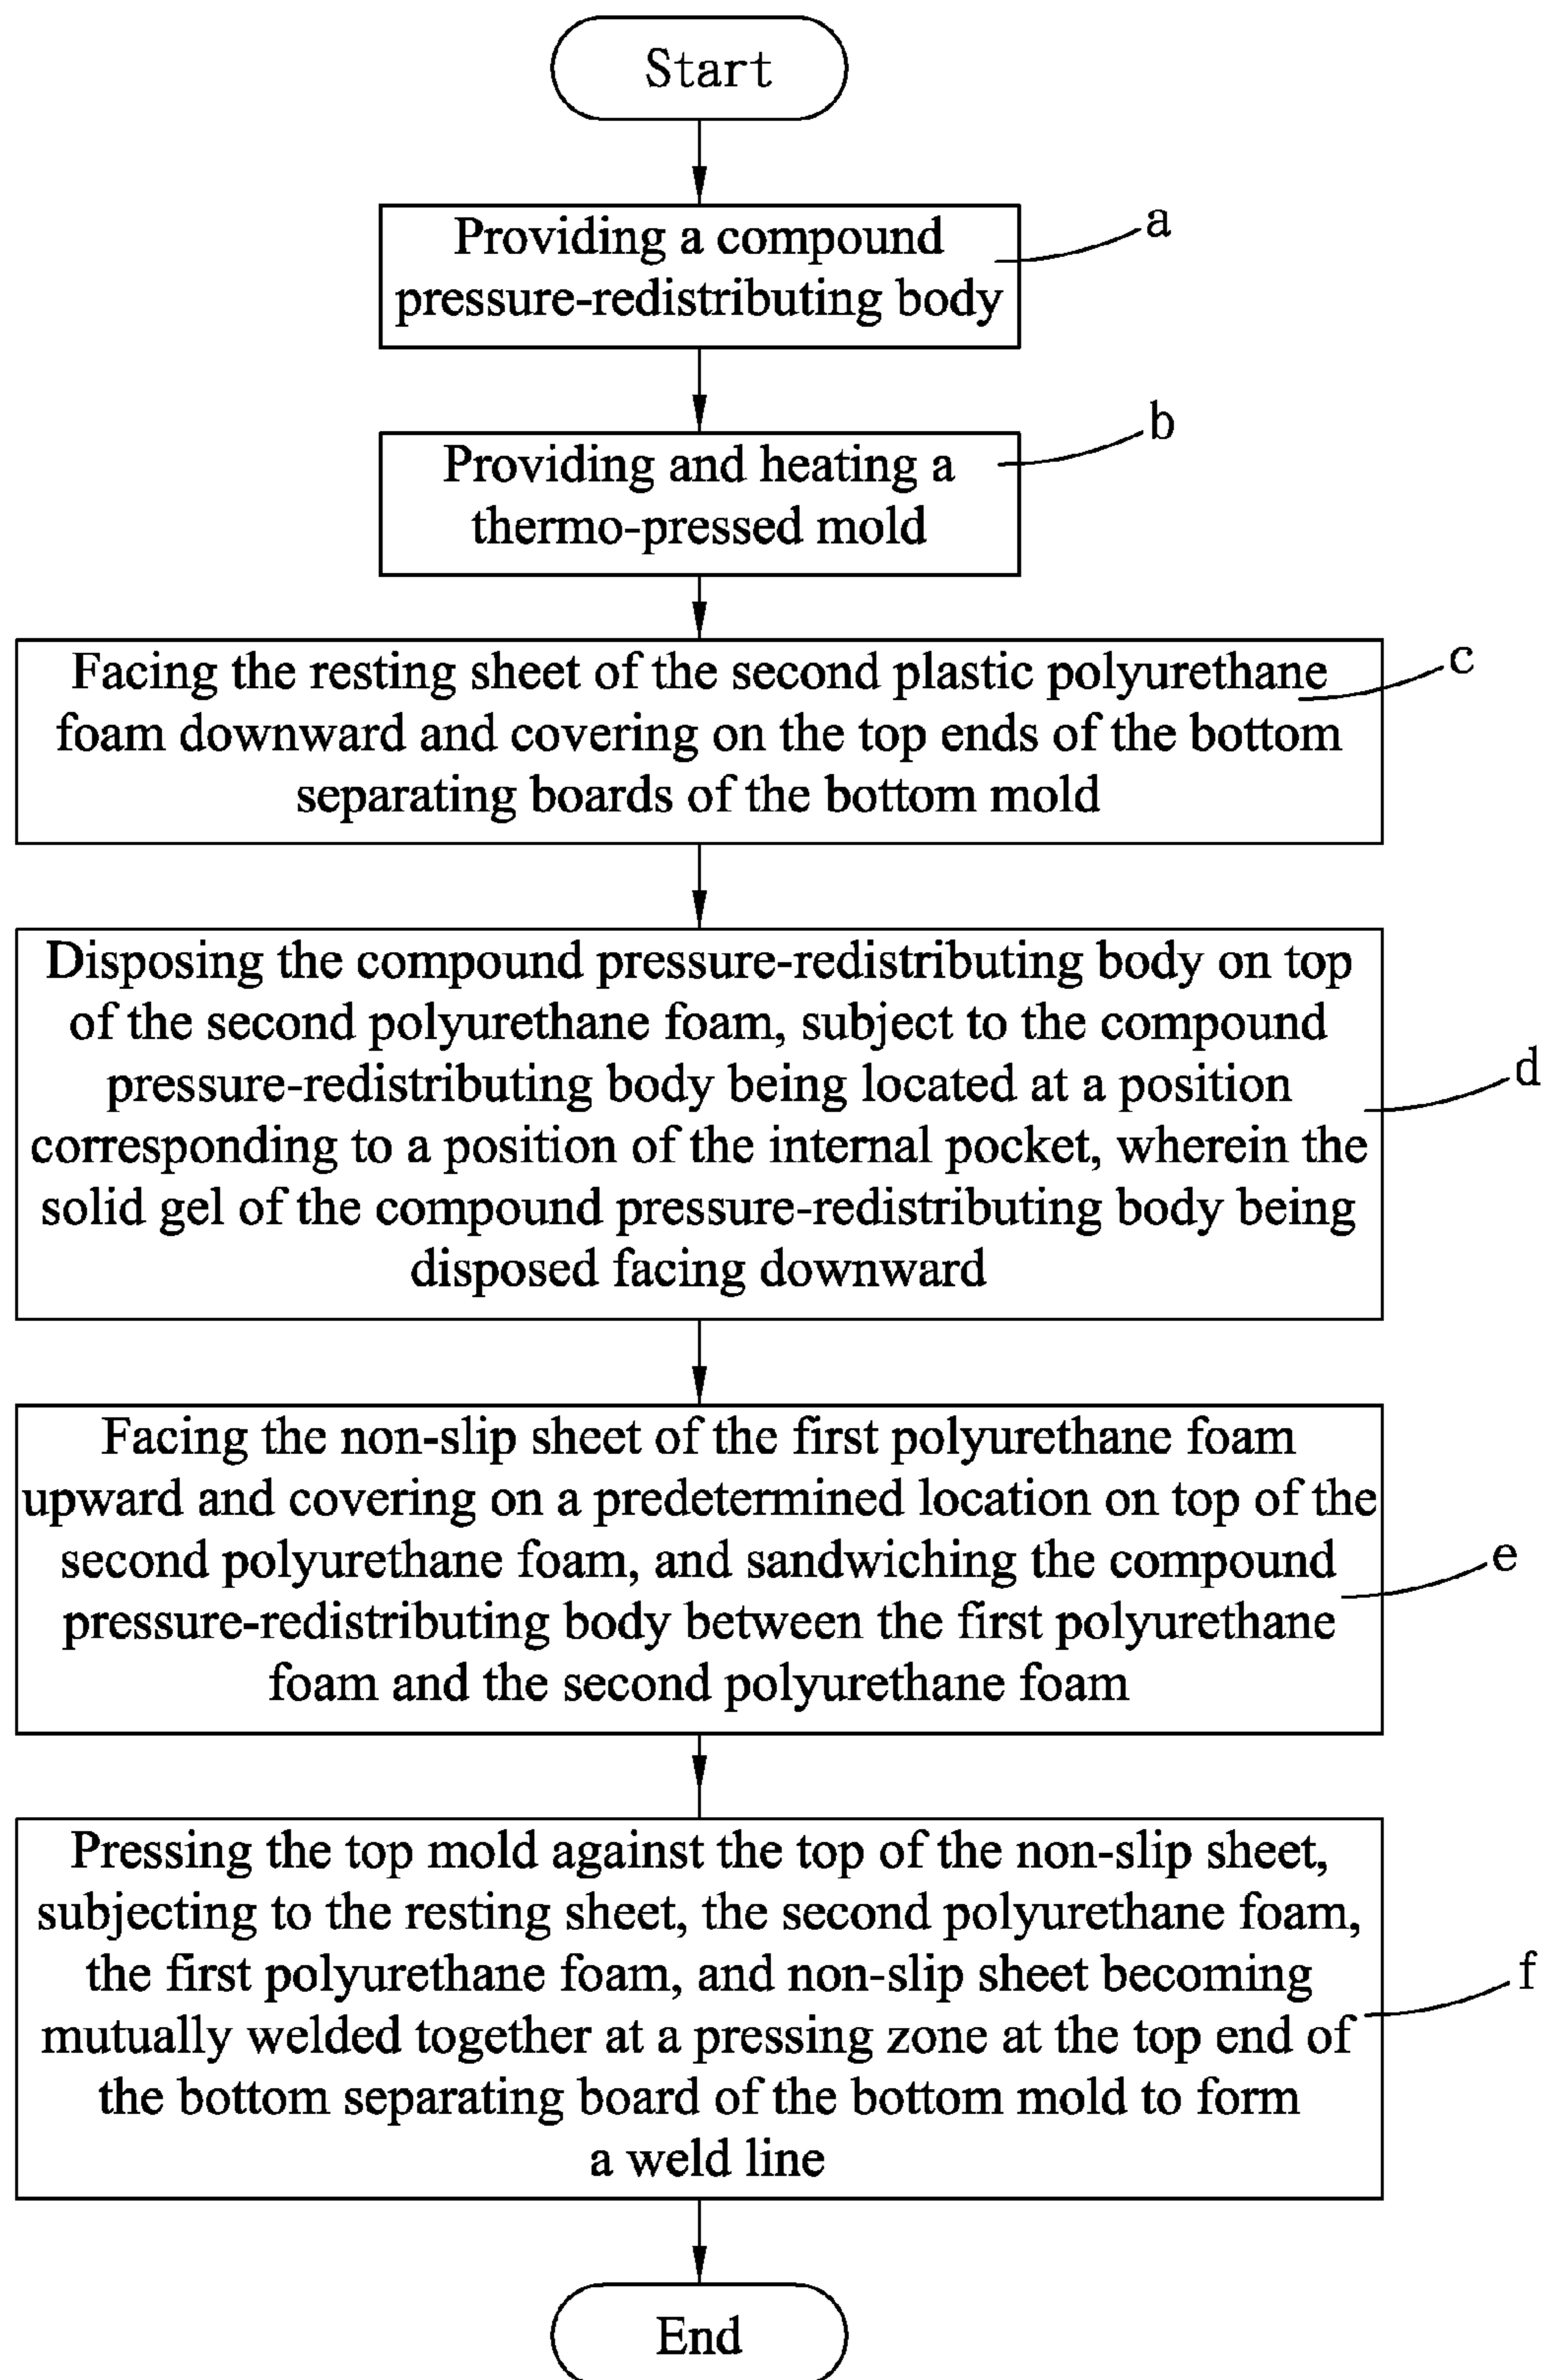 Start
Providing a compound
pressure-redistributing body
a
Providing and heating a
thermo-pressed mold
b
Facing the resting sheet of the second plastic polyurethane
foam downward and covering on the top ends of the bottom
separating boards of the bottom mold
c
Disposing the compound pressure-redistributing body on top
of the second polyurethane foam, subject to the compound
pressure-redistributing body being located at a position
corresponding to a position of the internal pocket, wherein the
solid gel of the compound pressure-redistributing body being
disposed facing downward
d
Facing the non-slip sheet of the first polyurethane foam
upward and covering on a predetermined location on top of the
second polyurethane foam, and sandwiching the compound
pressure-redistributing body between the first polyurethane
foam and the second polyurethane foam
e
Pressing the top mold against the top of the non-slip sheet,
subjecting to the resting sheet, the second polyurethane foam,
the first polyurethane foam, and non-slip sheet becoming
mutually welded together at a pressing zone at the top end of
the bottom separating board of the bottom mold to form
a weld line
f
End